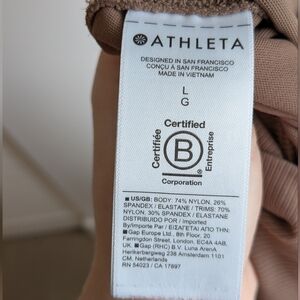 ATHLETA
DESIGNED IN SAN FRANCISCO
CONÇU À SAN FRANCISCO
MADE IN VIETNAM
L
G
Certified
Certifiée
B
Entreprise
®
Corporation
■ US/GB: BODY: 74% NYLON, 26%
SPANDEX / ELASTANE / TRIMS: 70%
NYLON, 30% SPANDEX / ELASTANE
DISTRIBUIDO POR / Imported
By/Importe Par / ΕΙΣΑΓΕΤΑΙ ΑΠΟ ΤΗΝ:
■ Gap Europe Ltd., 8th Floor, 20
Farringdon Street, London, EC4A 4AB,
UK. ■ Gap (RHC) B.V. Luna ArenA
Herikerbergweg 238 Amsterdam 1101
CM, Netherlands
RN 54023 / CA 17897